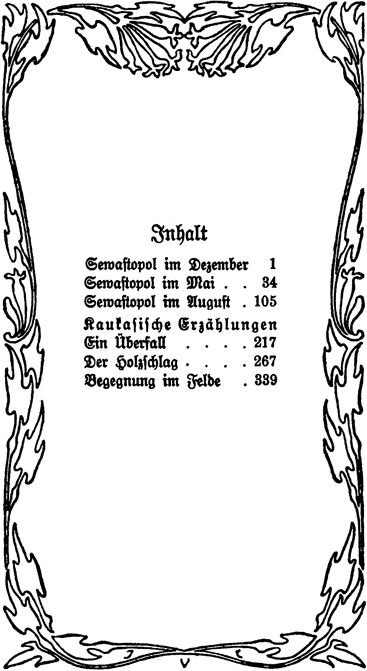 Inhalt
Sewastopol im Dezember 1
Sewastopol im Mai . . 34
Sewastopol im August . 105
Kaukasische Erzählungen
Ein Überfall . . . . 217
Der Holzschlag . . . . 267
Begegnung im Felde . 339
J V C